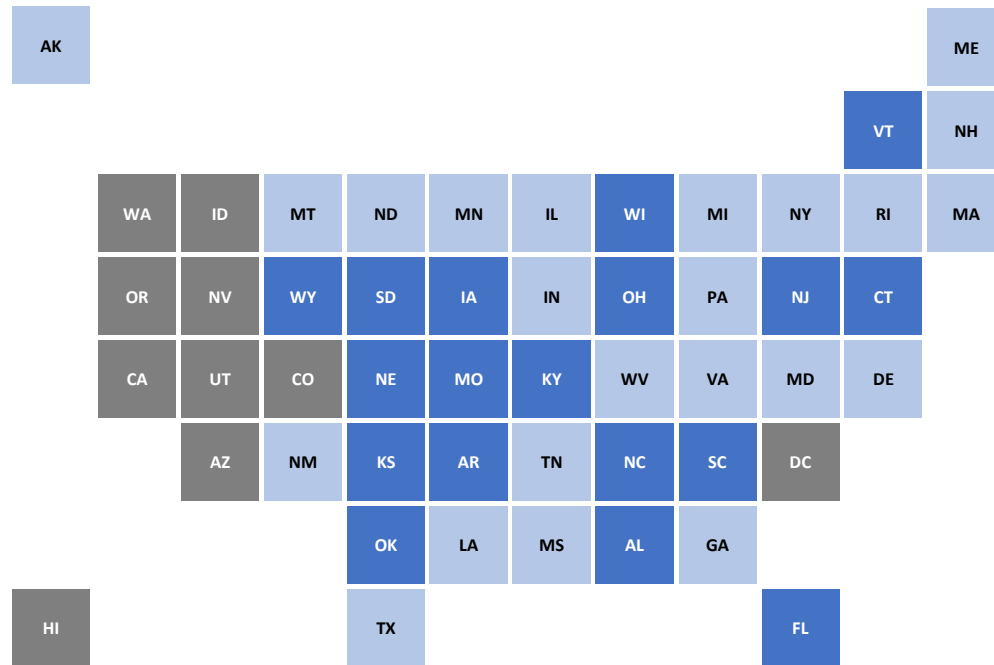 AK ME
VT NH
WA ID MT ND MN IL WI MI NY RI MA
OR NV WY SD IA IN OH PA NJ CT
CA UT CO NE MO KY WV VA MD DE
AZ NM KS AR TN NC SC DC
OK LA MS AL GA
HI TX FL